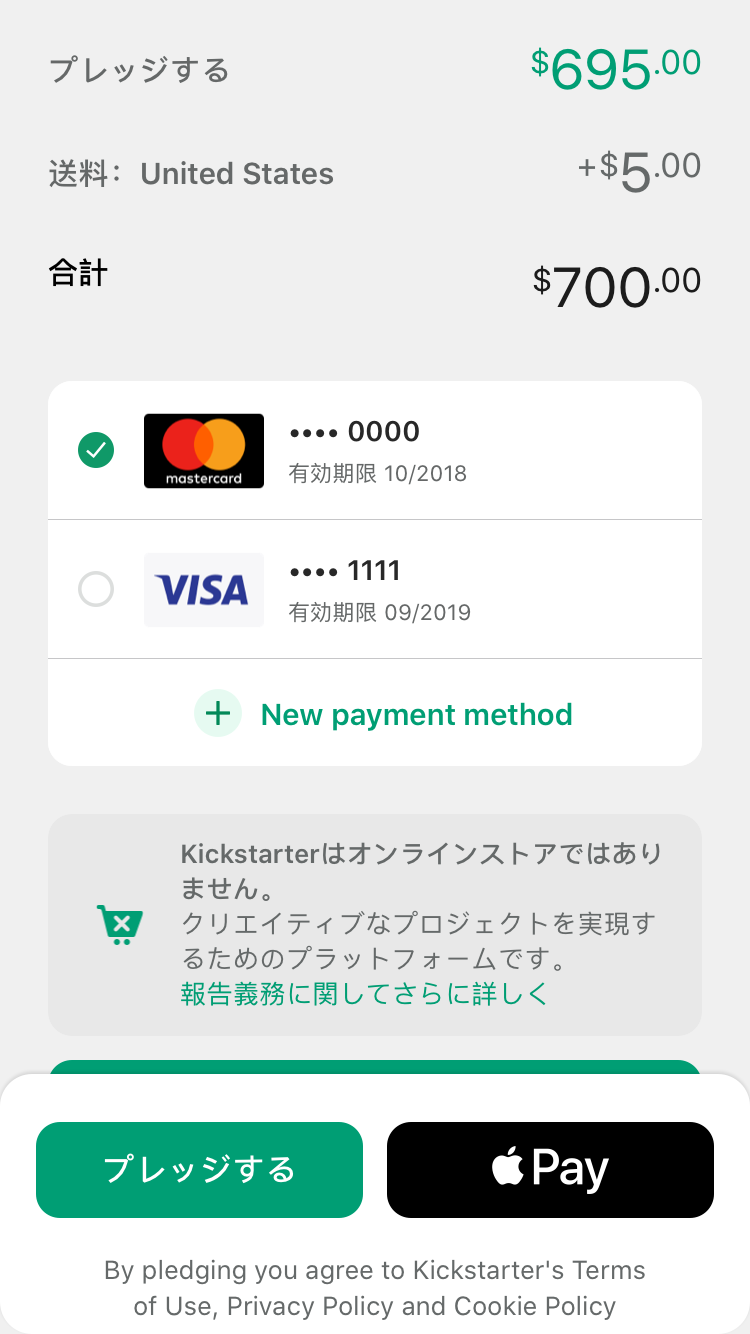 プレッジする $695.00
送料： United States +$5.00
合計 $700.00
mastercard
•••• 0000
有効期限 10/2018
VISA
•••• 1111
有効期限 09/2019
+ New payment method
Kickstarterはオンラインストアではあり
ません。
クリエイティブなプロジェクトを実現す
るためのプラットフォームです。
報告義務に関してさらに詳しく
プレッジする
Pay
By pledging you agree to Kickstarter's Terms
of Use, Privacy Policy and Cookie Policy